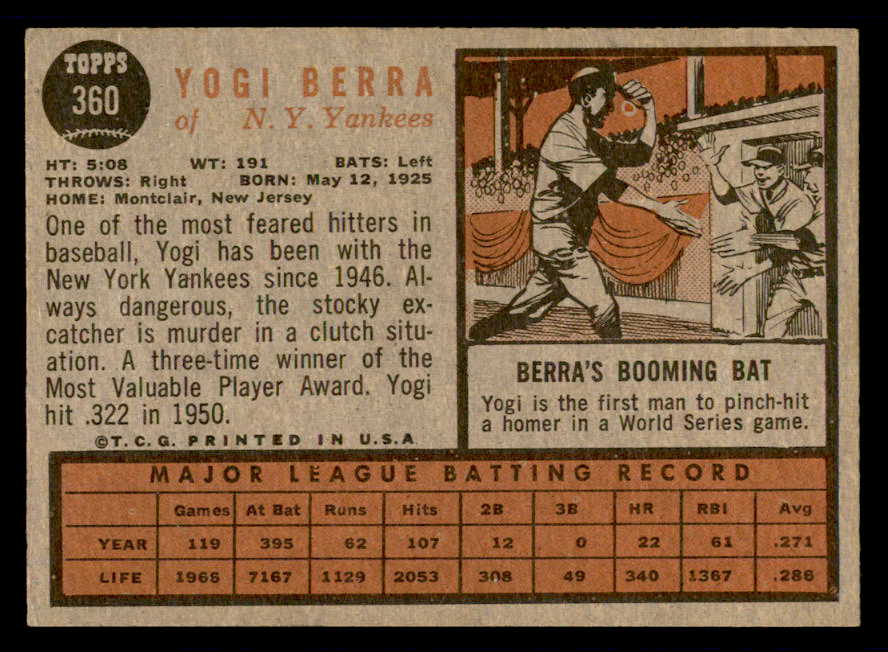 TOPPS
360
YOGI BERRA
of N. Y. Yankees
HT: 5:08 WT: 191 BATS: Left
THROWS: Right BORN: May 12, 1925
HOME: Montclair, New Jersey
One of the most feared hitters in
baseball, Yogi has been with the
New York Yankees since 1946. Al-
ways dangerous, the stocky ex-
catcher is murder in a clutch situ-
ation. A three-time winner of the
Most Valuable Player Award. Yogi
hit .322 in 1950.
©T.C.G. PRINTED IN U.S.A
BERRA'S BOOMING BAT
Yogi is the first man to pinch-hit
a homer in a World Series game.
MAJOR LEAGUE BATTING RECORD
Games At Bat Runs Hits 2B 3B HR RBI Avg
YEAR 119 395 62 107 12 0 22 61 .271
LIFE 1966 7167 1129 2053 308 49 340 1367 .286